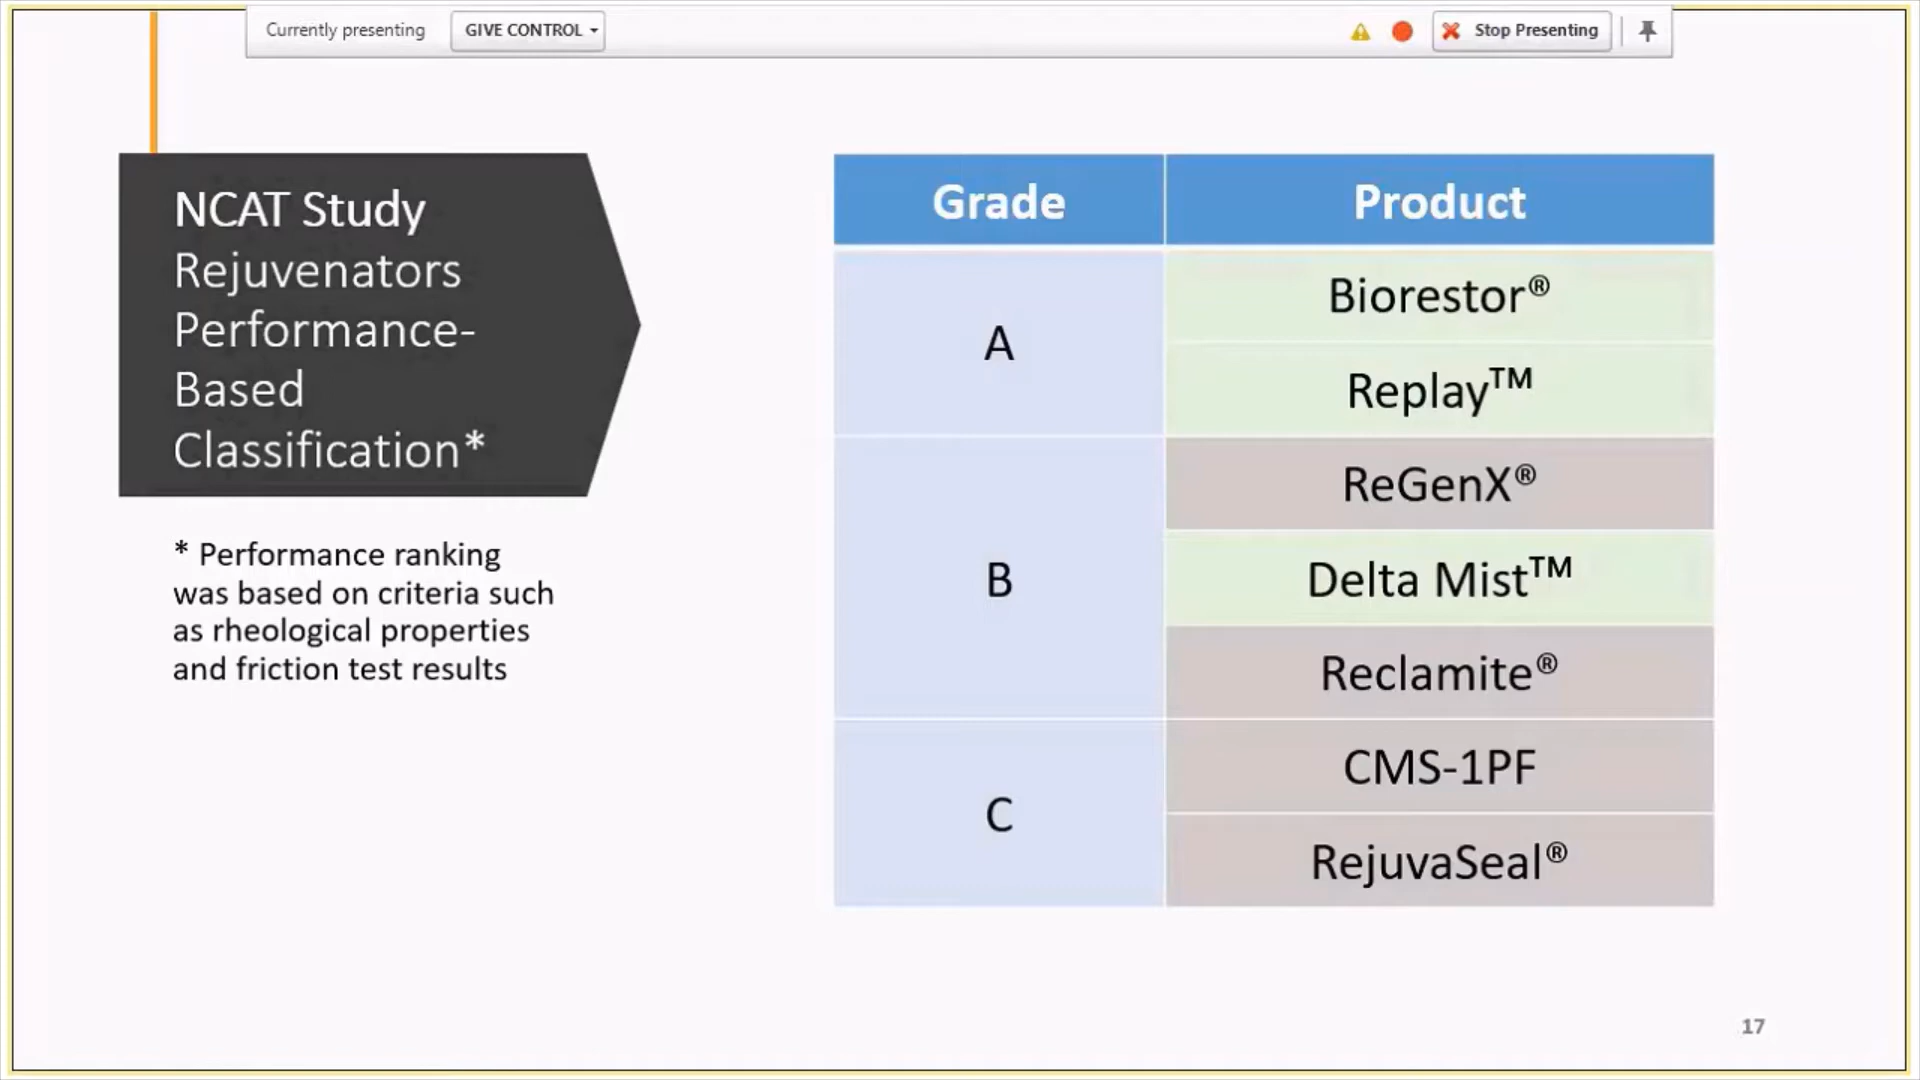 Currently presenting
GIVE CONTROL
Stop Presenting
NCAT Study
Rejuvenators
Performance-
Based
Classification*
* Performance ranking
was based on criteria such
as rheological properties
and friction test results
Grade
Product
A
Biorestor®
Replay™
B
ReGenX®
Delta Mist™
Reclamite®
C
CMS-1PF
RejuvaSeal®
17